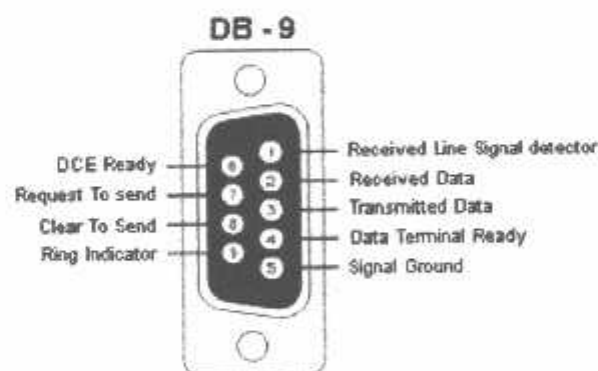 DB - 9
DCE Ready
Request To send
Clear To Send
Ring Indicator
6
7
8
9
1
2
3
4
5
Received Line Signal detector
Received Data
Transmitted Data
Data Terminal Ready
Signal Ground